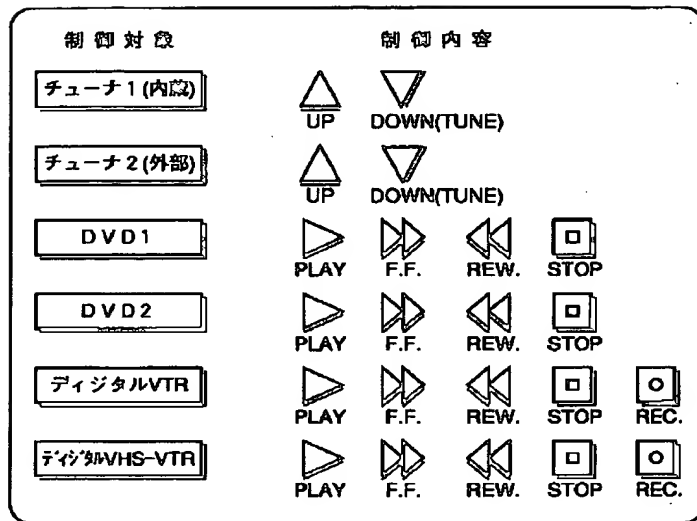 制御対設 制御内容
チューナ1(内蔵)
UP DOWN(TUNE)
チューナ2(外部)
UP DOWN(TUNE)
DVD1
PLAY F.F. REW. STOP
DVD2
PLAY F.F. REW. STOP
ディジタルVTR
PLAY F.F. REW. STOP REC.
ディジタルVHS-VTR
PLAY F.F. REW. STOP REC.